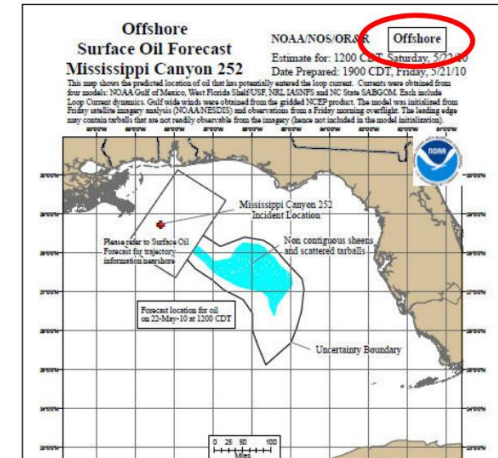 Offshore
Surface Oil Forecast
Mississippi Canyon 252
NOAA/NOS/OR&R
Offshore
Estimate for: 1200 CDT, Saturday, 5/22/10
Date Prepared: 1900 CDT, Friday, 5/21/10
This map shows the predicted location of oil that has potentially entered the loop current. Currents were obtained from
four models: NOAA Gulf of Mexico, West Florida Shelf/USF, NRL IASNFS and NC State SABGOM. Each include
Loop Current dynamics. Gulf wide winds were obtained from the gridded NCEP product. The model was initialized from
Friday satellite imagery analysis (NOAA/NESDIS) and observations from a Friday morning overflight. The leading edge
may contain tarballs that are not readily observable from the imagery (hence not included in the model initialization).
NOAA
Mississippi Canyon 252
Incident Location
Please refer to Surface Oil
Forecast for trajectory
information nearshore
Non contiguous sheens
and scattered tarballs
Forecast location for oil
on 22-May-10 at 1200 CDT
Uncertainty Boundary
0 25 50 100
Miles